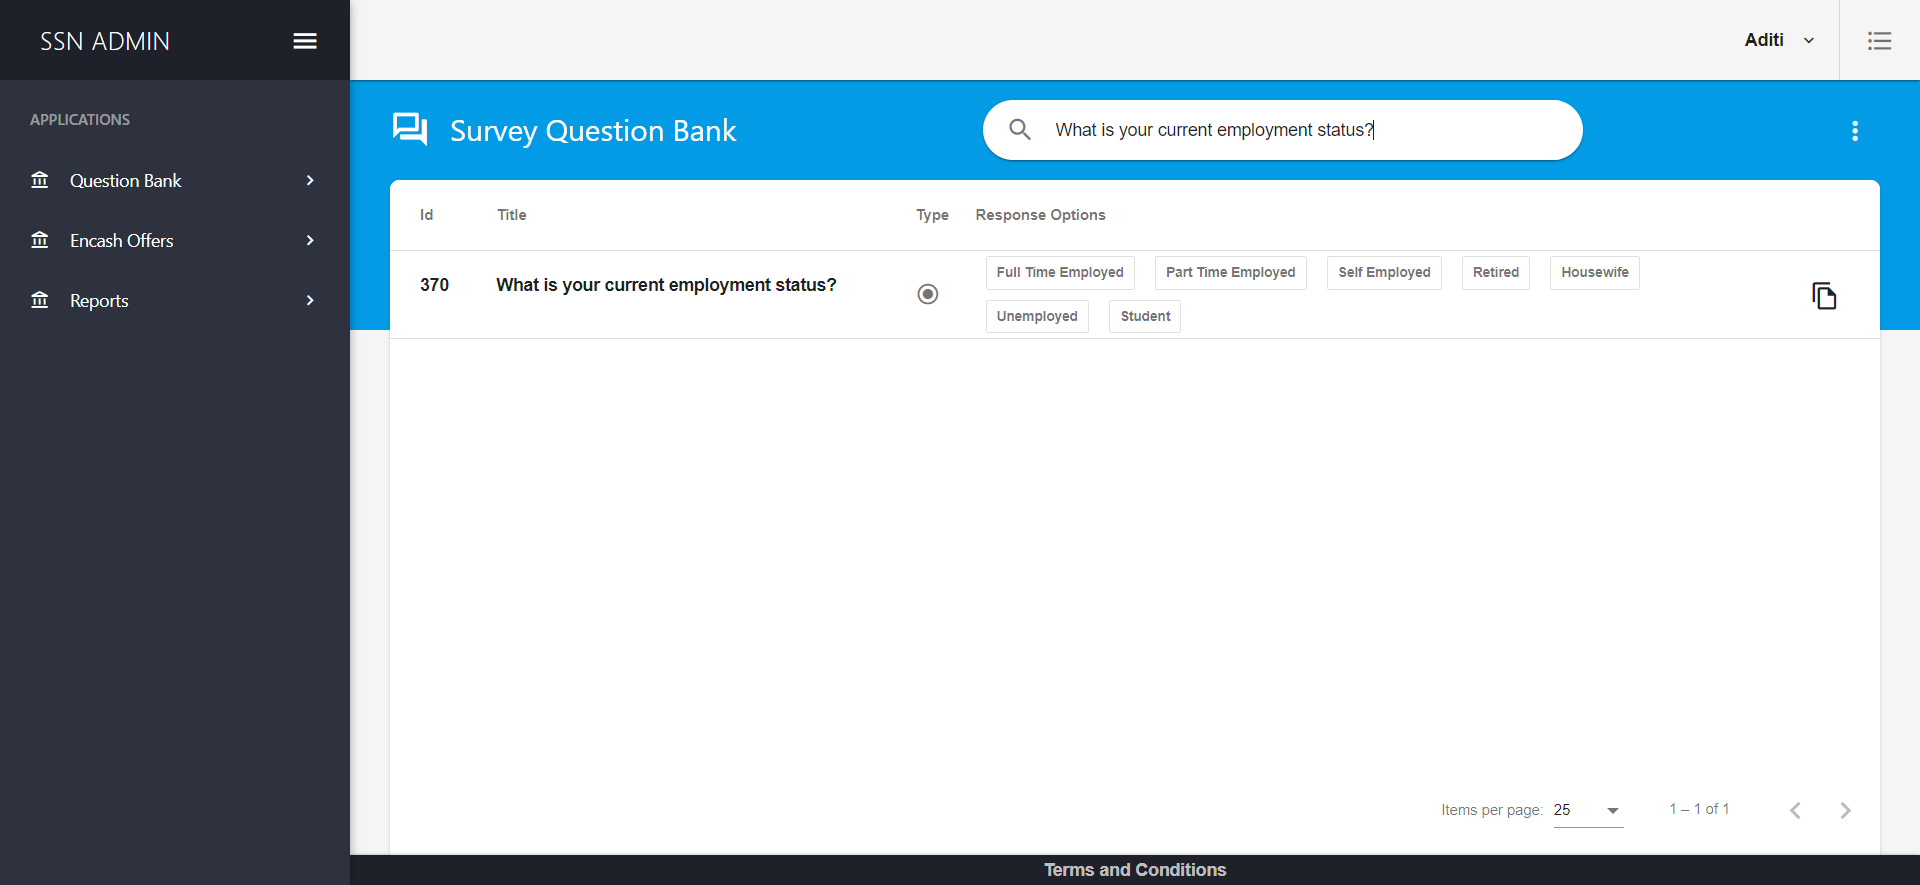 SSN ADMIN
Aditi
APPLICATIONS
Question Bank
Encash Offers
Reports
Survey Question Bank
What is your current employment status?
Id Title Type Response Options
370 What is your current employment status?
Full Time Employed Part Time Employed Self Employed Retired Housewife
Unemployed Student
Items per page: 25 1 – 1 of 1
Terms and Conditions